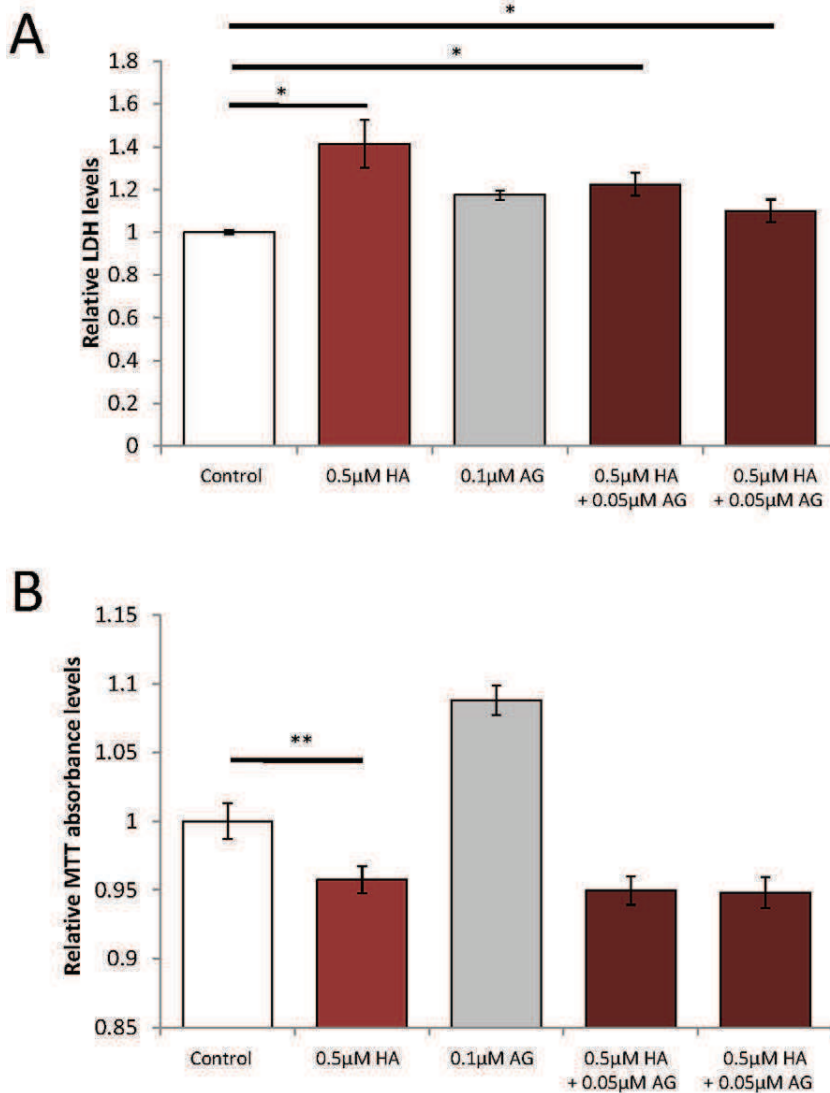 A
*
*
*
Relative LDH levels
1.8
1.6
1.4
1.2
1
0.8
0.6
0.4
0.2
0
Control
0.5µM HA
0.1µM AG
0.5µM HA
+ 0.05µM AG
0.5µM HA
+ 0.05µM AG
B
**
Relative MTT absorbance levels
1.15
1.1
1.05
1
0.95
0.9
0.85
Control
0.5µM HA
0.1µM AG
0.5µM HA
+ 0.05µM AG
0.5µM HA
+ 0.05µM AG